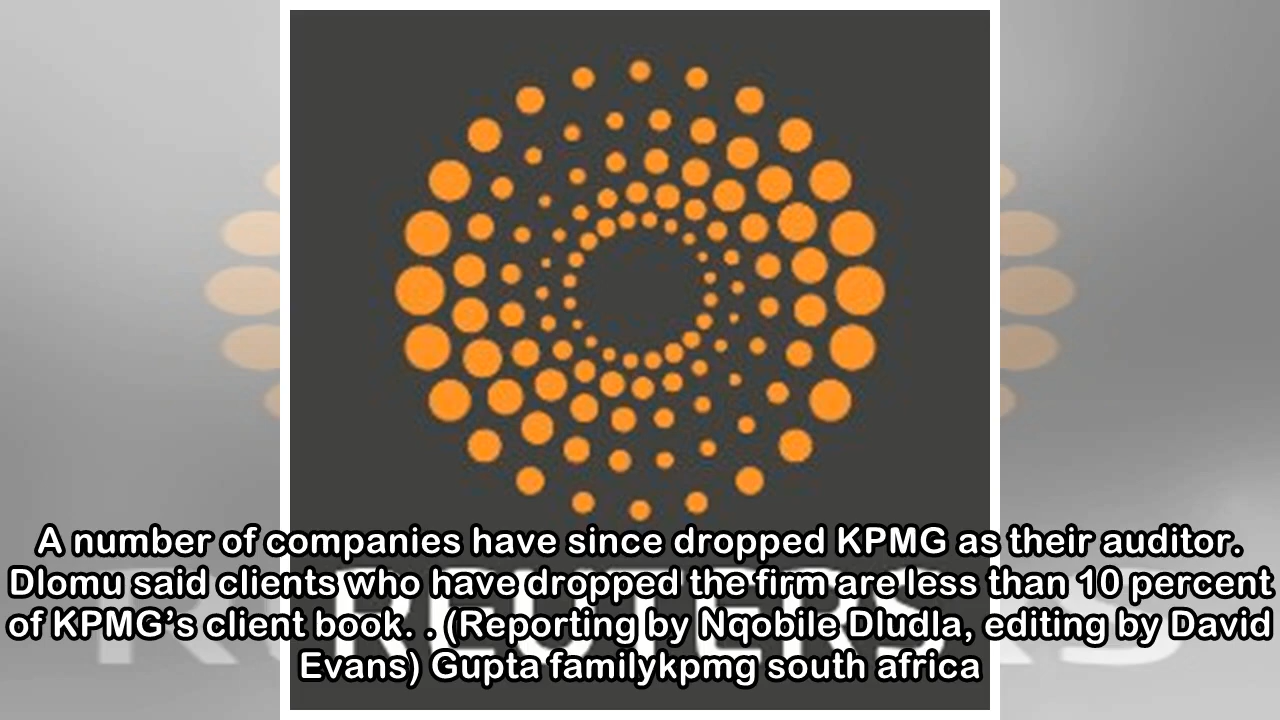 A number of companies have since dropped KPMG as their auditor.
Dlomu said clients who have dropped the firm are less than 10 percent
of KPMG’s client book. . (Reporting by Nqobile Dludla, editing by David
Evans) Gupta familykpmg south africa
REUTERS